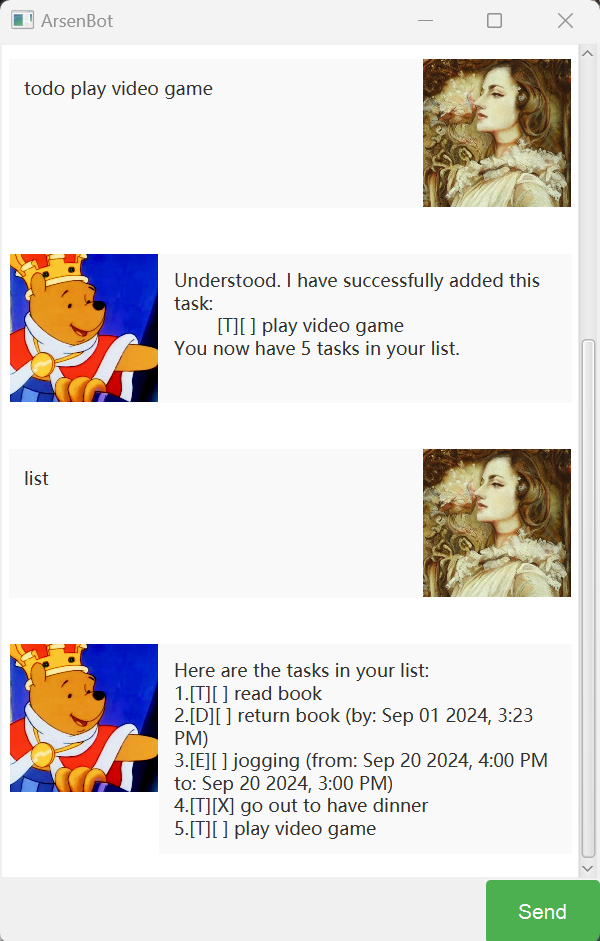 ArsenBot
todo play video game
Understood. I have successfully added this
task:
[T][ ] play video game
You now have 5 tasks in your list.
list
Here are the tasks in your list:
1.[T][ ] read book
2.[D][ ] return book (by: Sep 01 2024, 3:23
PM)
3.[E][ ] jogging (from: Sep 20 2024, 4:00 PM
to: Sep 20 2024, 3:00 PM)
4.[T][X] go out to have dinner
5.[T][ ] play video game
Send